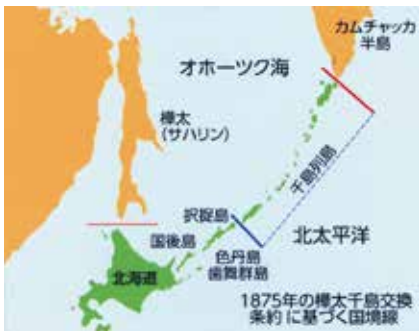 カムチャッカ
半島
オホーツク海
樺太
(サハリン)
千島列島
択捉島
国後島
北太平洋
色丹島
歯舞群島
北海道
1875年の樺太千島交換
条約に基づく国境線